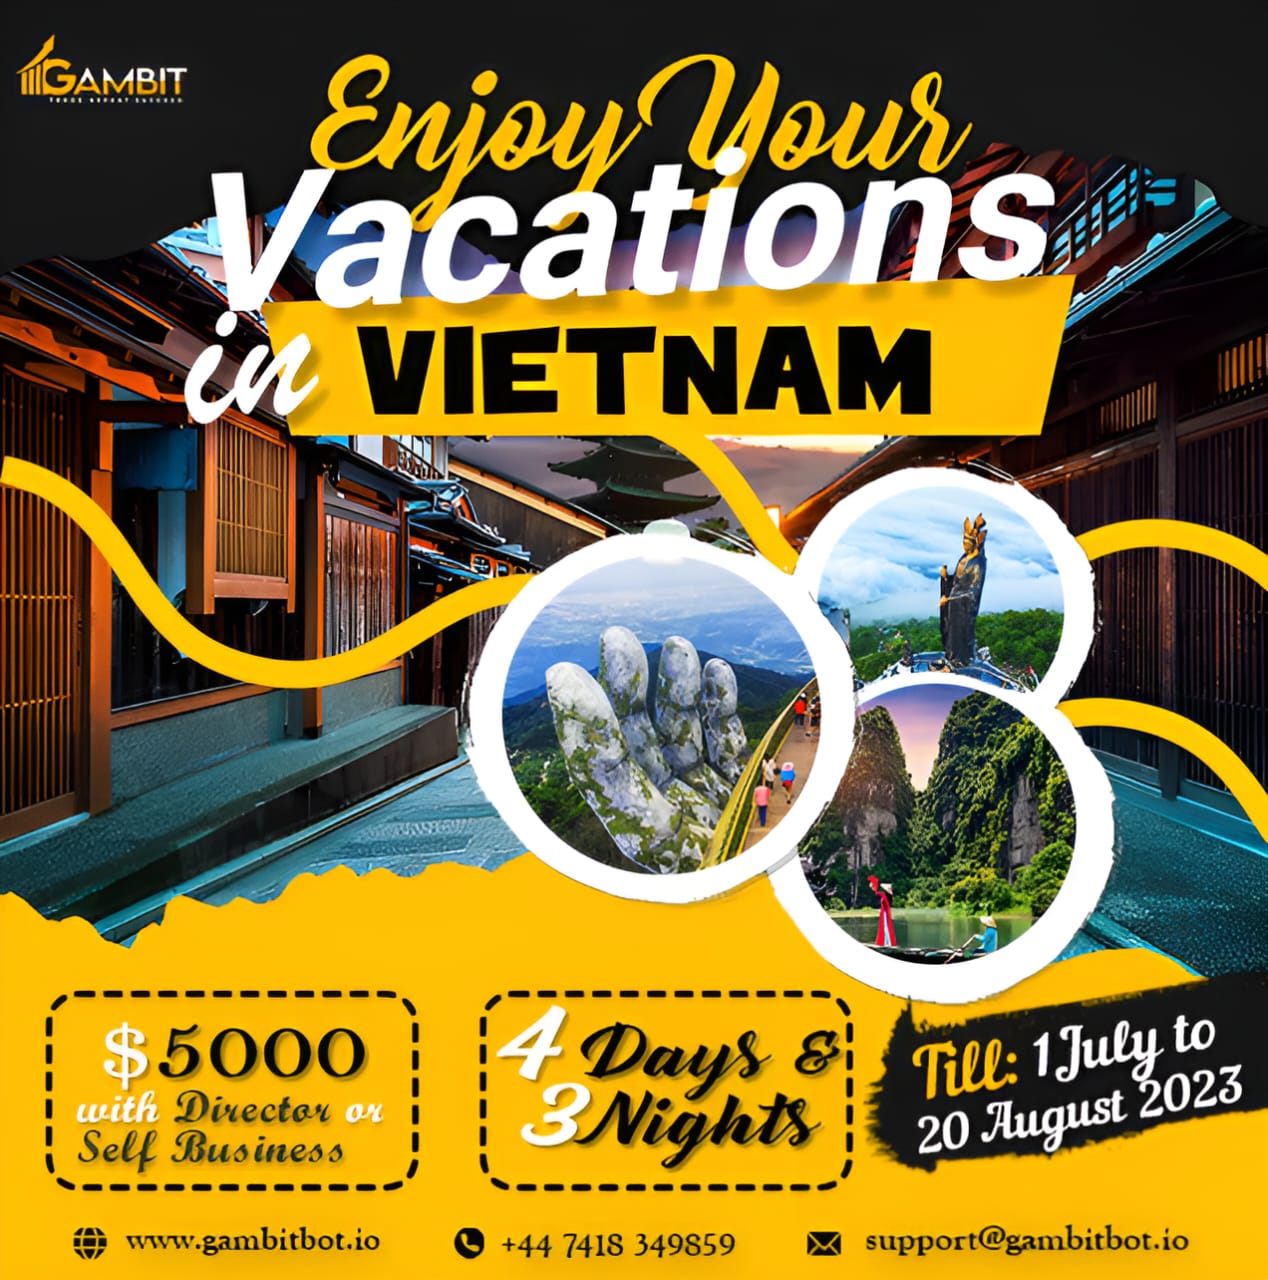 GAMBIT
Enjoy Your
Vacations
in VIETNAM
$5000
with Director or
Self Business
4 Days &
3 Nights
Till: 1 July to
20 August 2023
www.gambitbot.io
+44 7418 349859
support@gambitbot.io